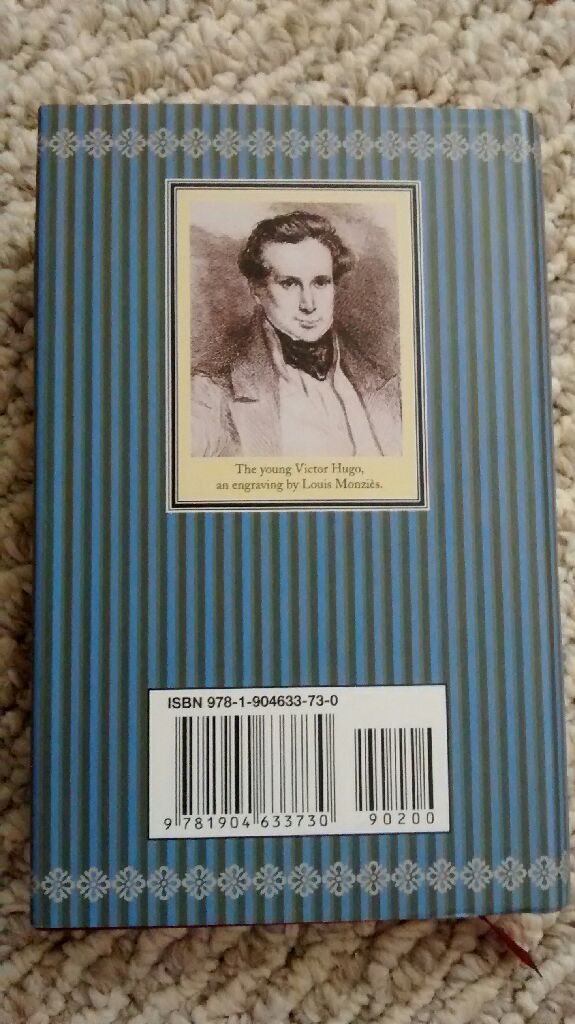 The young Victor Hugo,
an engraving by Louis Monziès.
ISBN 978-1-904633-73-0
9 781904 633730
90200